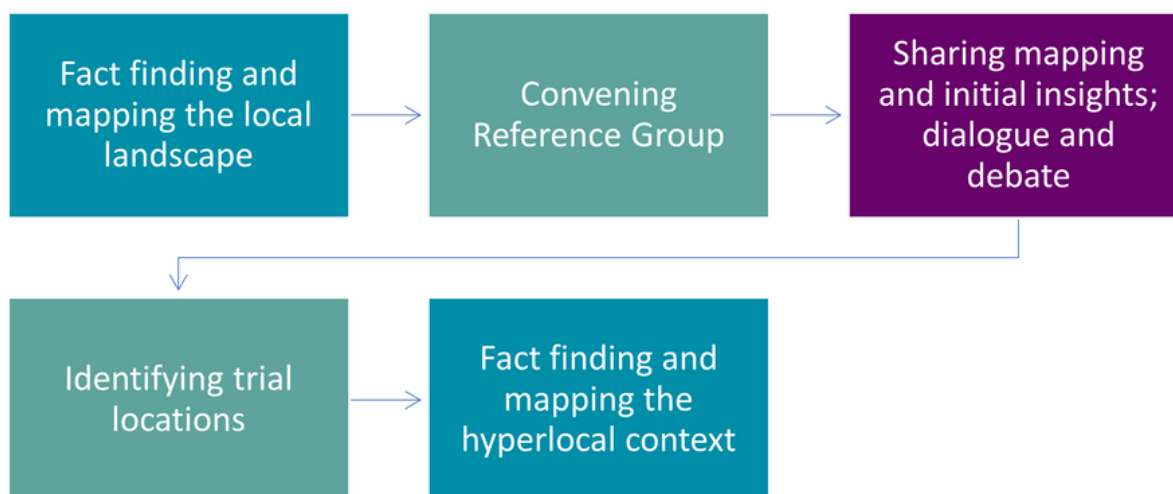 Fact finding and
mapping the local
landscape
Convening
Reference Group
Sharing mapping
and initial insights;
dialogue and
debate
Identifying trial
locations
Fact finding and
mapping the
hyperlocal context